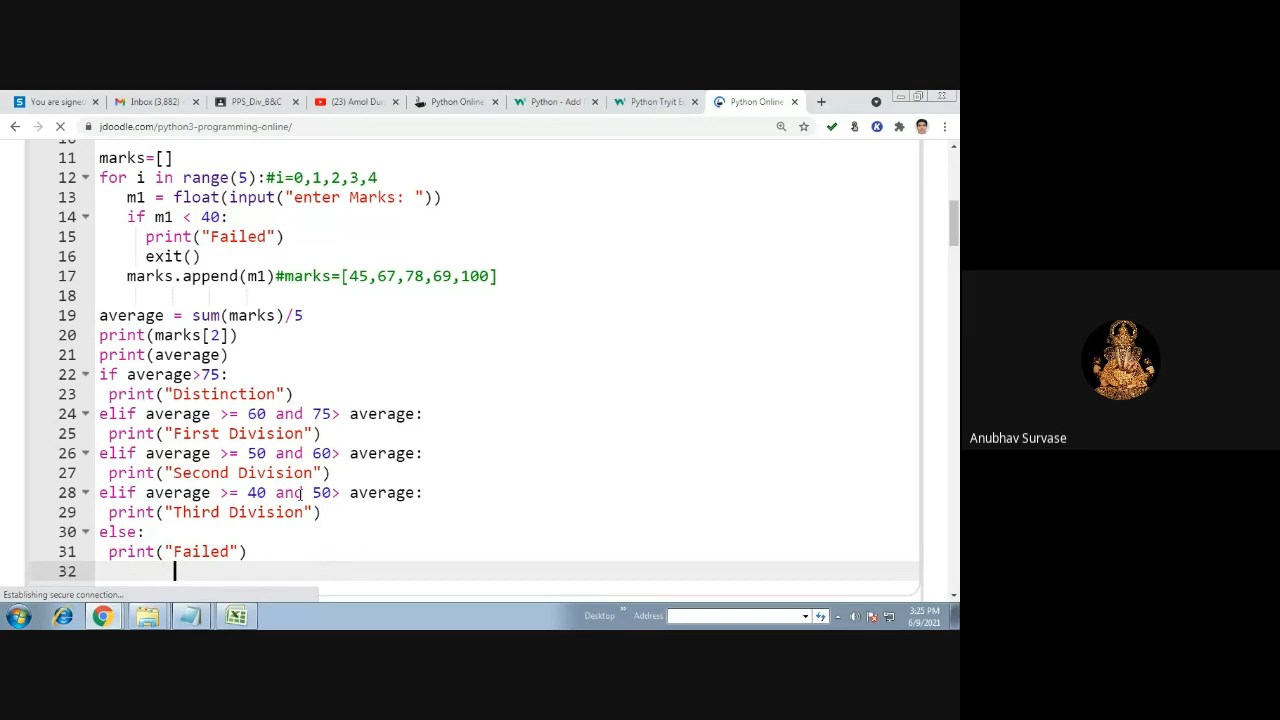 You are signe
Inbox (3,882)
PPS_Div_B&C
(23) Amol Dur
Python Online
Python - Add
Python Tryit E
Python Online
jdoodle.com/python3-programming-online/
11 marks=[]
12 for i in range(5):#i=0,1,2,3,4
13 m1 = float(input("enter Marks: "))
14 if m1 < 40:
15 print("Failed")
16 exit()
17 marks.append(m1)#marks=[45,67,78,69,100]
18
19 average = sum(marks)/5
20 print(marks[2])
21 print(average)
22 if average>75:
23 print("Distinction")
24 elif average >= 60 and 75> average:
25 print("First Division")
26 elif average >= 50 and 60> average:
27 print("Second Division")
28 elif average >= 40 and 50> average:
29 print("Third Division")
30 else:
31 print("Failed")
32
Establishing secure connection...
Desktop
Address
3:25 PM
6/9/2021
Anubhav Survase